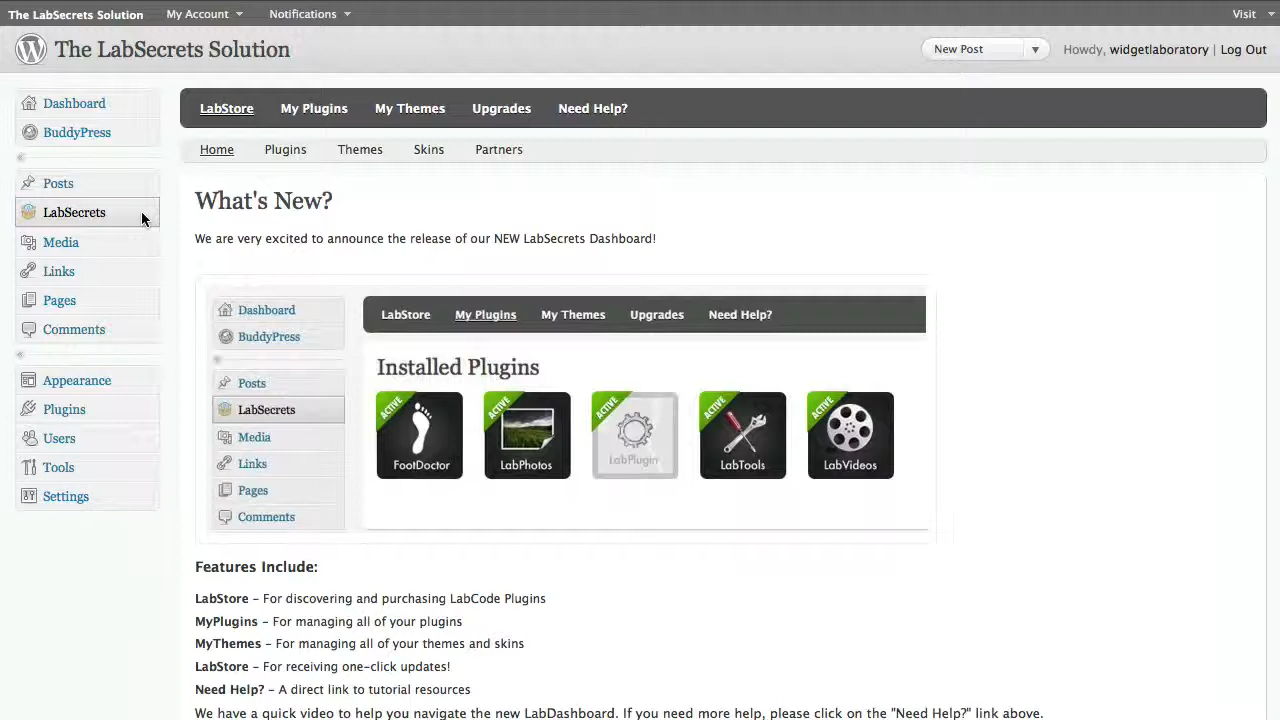 The LabSecrets Solution My Account Notifications Visit
The LabSecrets Solution New Post Howdy, widgetlaboratory | Log Out
Dashboard
BuddyPress
Posts
LabSecrets
Media
Links
Pages
Comments
Appearance
Plugins
Users
Tools
Settings
LabStore My Plugins My Themes Upgrades Need Help?
Home Plugins Themes Skins Partners
What's New?
We are very excited to announce the release of our NEW LabSecrets Dashboard!
Dashboard
BuddyPress
Posts
LabSecrets
Media
Links
Pages
Comments
LabStore My Plugins My Themes Upgrades Need Help?
Installed Plugins
ACTIVE ACTIVE ACTIVE ACTIVE ACTIVE
FootDoctor LabPhotos LabPlugin LabTools LabVideos
Features Include:
LabStore – For discovering and purchasing LabCode Plugins
MyPlugins – For managing all of your plugins
MyThemes – For managing all of your themes and skins
LabStore – For receiving one-click updates!
Need Help? – A direct link to tutorial resources
We have a quick video to help you navigate the new LabDashboard. If you need more help, please click on the "Need Help?" link above.